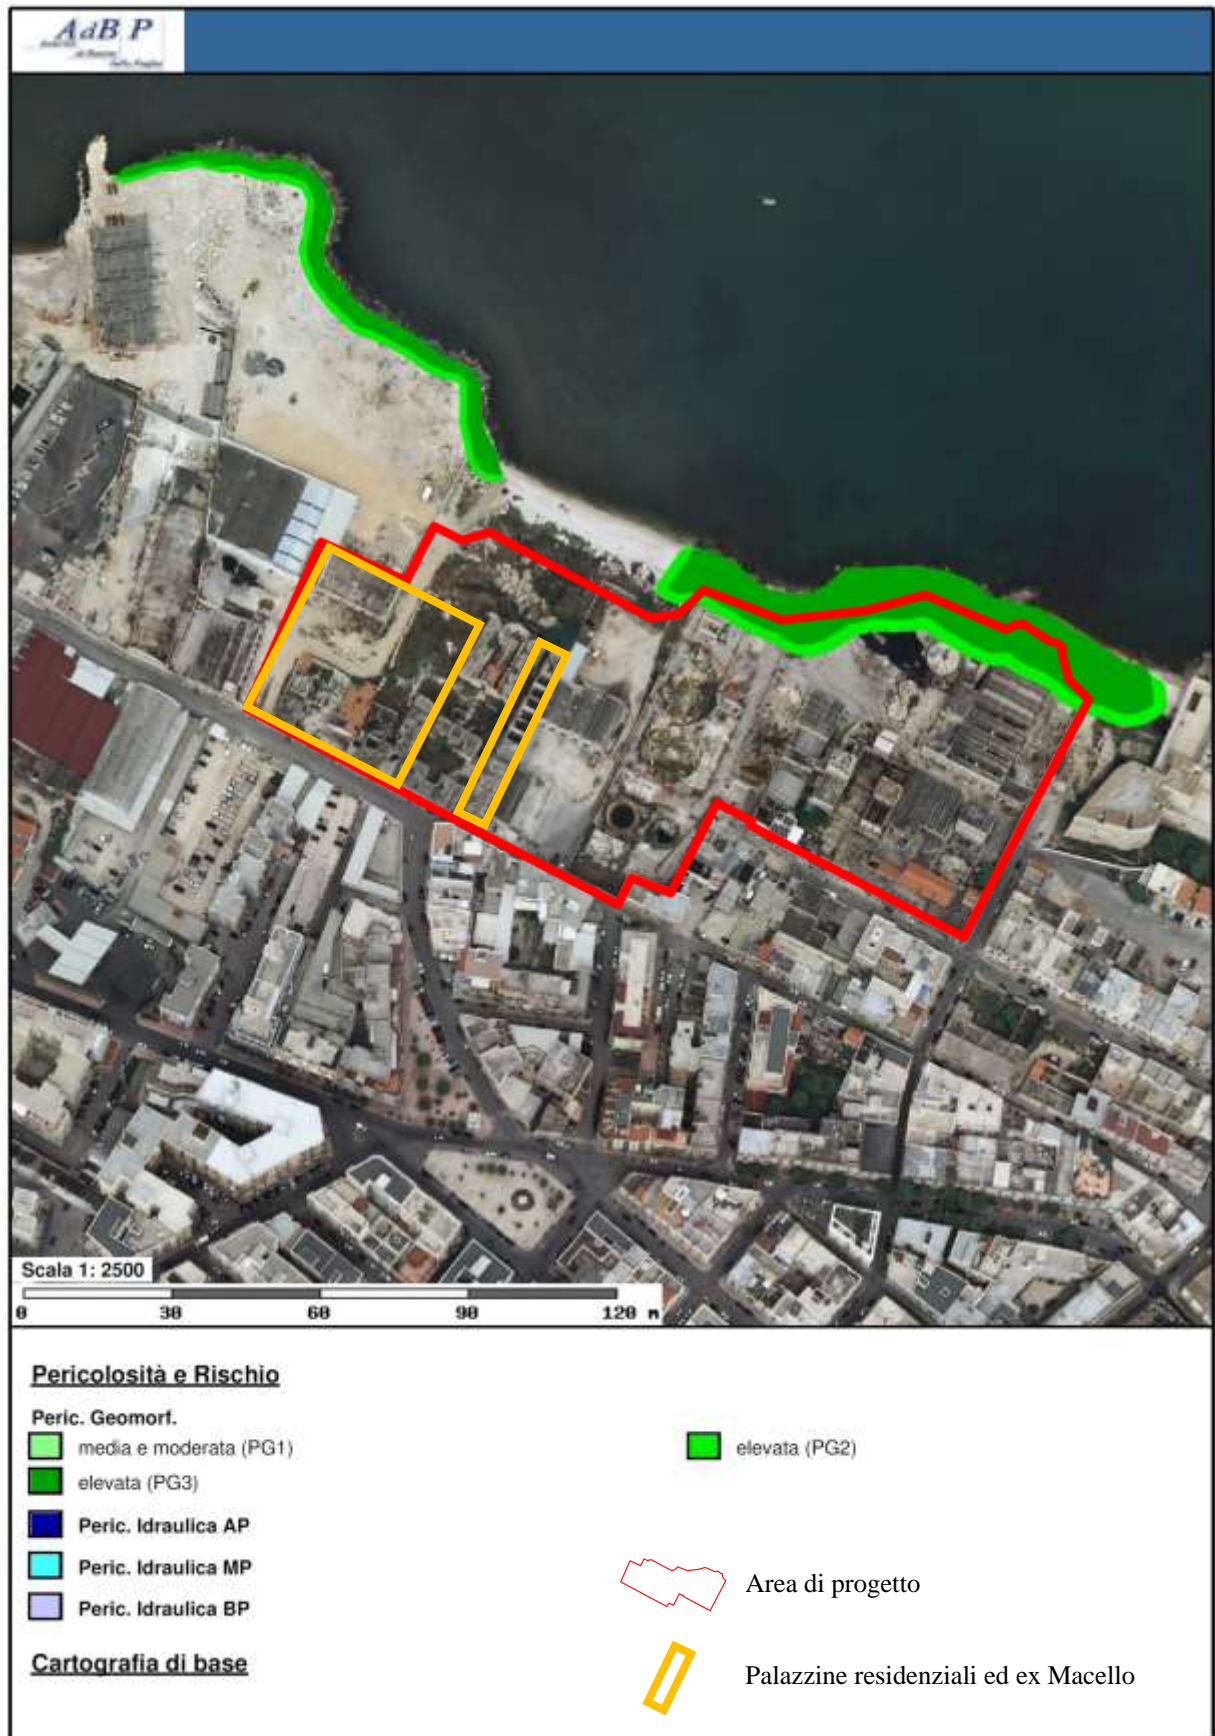 AdB P
Scala 1: 2500
0 30 60 90 120 m
Pericolosità e Rischio
Peric. Geomorf.
media e moderata (PG1)
elevata (PG2)
elevata (PG3)
Peric. Idraulica AP
Peric. Idraulica MP
Peric. Idraulica BP
Area di progetto
Cartografia di base
Palazzine residenziali ed ex Macello